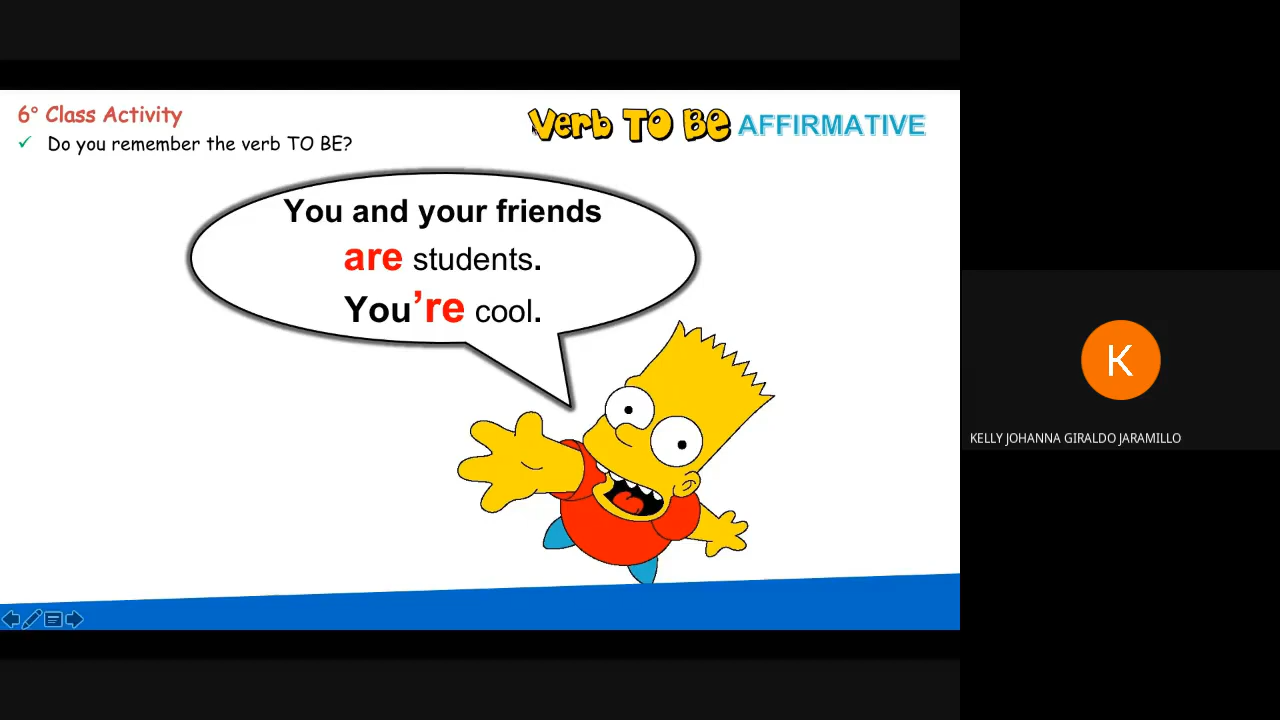 6° Class Activity
✓ Do you remember the verb TO BE?
Verb TO BE AFFIRMATIVE
You and your friends
are students.
You're cool.
K
KELLY JOHANNA GIRALDO JARAMILLO